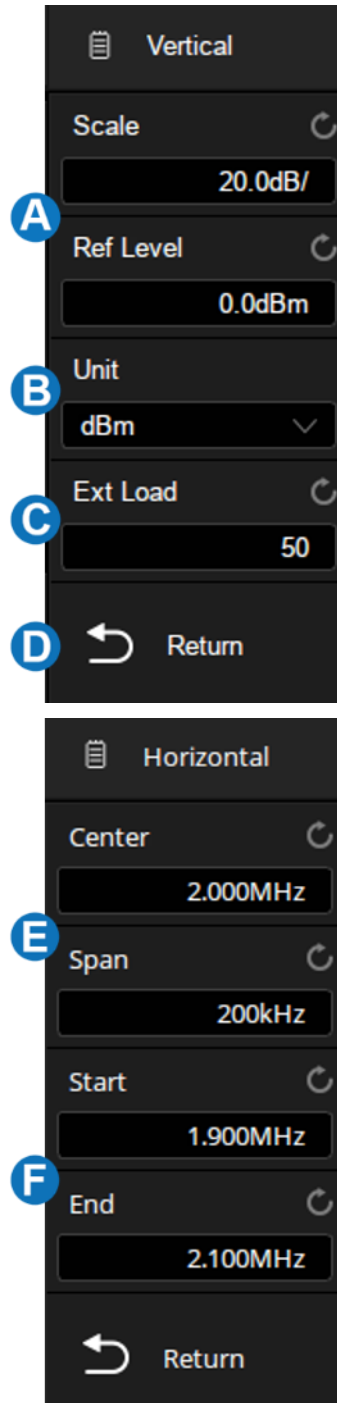 Vertical
Scale
20.0dB/
A
Ref Level
0.0dBm
Unit
B
dBm
Ext Load
C
50
D
Return
Horizontal
Center
2.000MHz
E
Span
200kHz
Start
1.900MHz
F
End
2.100MHz
Return